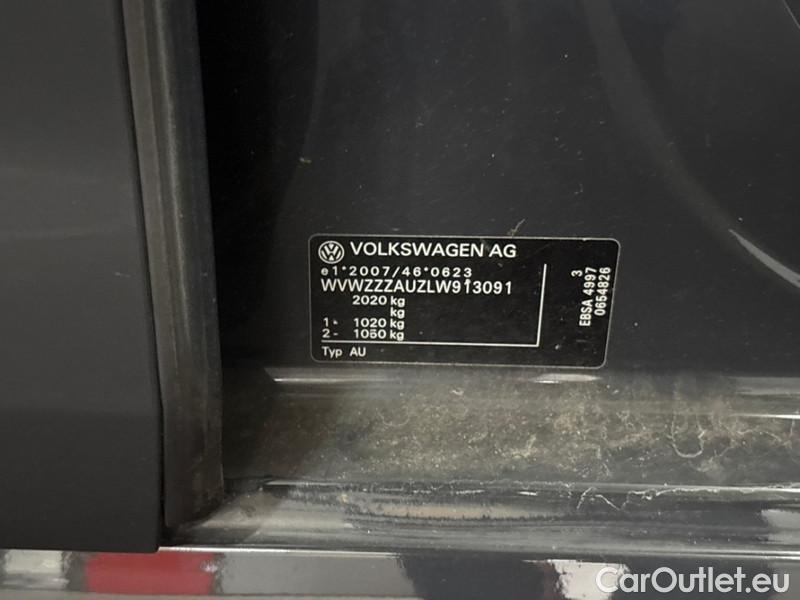 VOLKSWAGEN AG
e1*2007/46*0623
WVWZZZAUZLW913091
2020 kg
kg
1- 1020 kg
2- 1050 kg
Typ AU
3
EBSA 4997
0654826
CarOutlet.eu